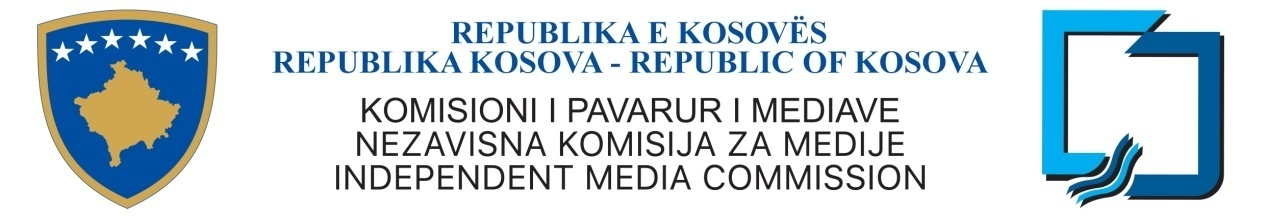 REPUBLIKA E KOSOVËS
REPUBLIKA KOSOVA - REPUBLIC OF KOSOVA
KOMISIONI I PAVARUR I MEDIAVE
NEZAVISNA KOMISIJA ZA MEDIJE
INDEPENDENT MEDIA COMMISSION